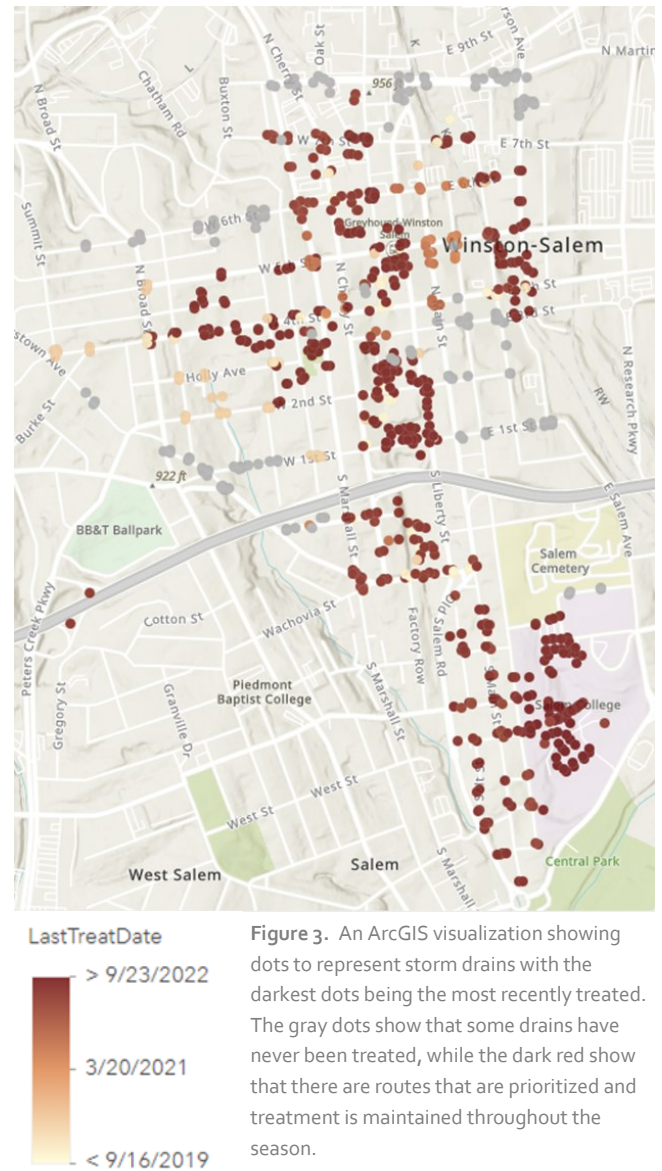 N Cherry St
Oak St
K
E 9th St
N Martin
L
Chatham Rd
Buxton St
956
N Broad St
E 7th St
Summit St
W 6th St
Greyhound-Winston
Salem
Winston-Salem
N Broad St
N Research Pkwy
4th St
Holly Ave
2nd St
Burke St
RW
E 1st St
W 1st St
922 ft
S Liberty St
E Salem Ave
BB&T Ballpark
S Marshall St
Salem
Cemetery
Peters Creek Pkwy
Cotton St
Wachovia St
Factory Row
Salem Rd
Gregory St
Granville Dr
Piedmont
Baptist College
S Marshall St
West St
West St
West Salem
Salem
S Marshall
Central Park
LastTreatDate
> 9/23/2022
3/20/2021
< 9/16/2019
Figure 3. An ArcGIS visualization showing
dots to represent storm drains with the
darkest dots being the most recently treated.
The gray dots show that some drains have
never been treated, while the dark red show
that there are routes that are prioritized and
treatment is maintained throughout the
season.